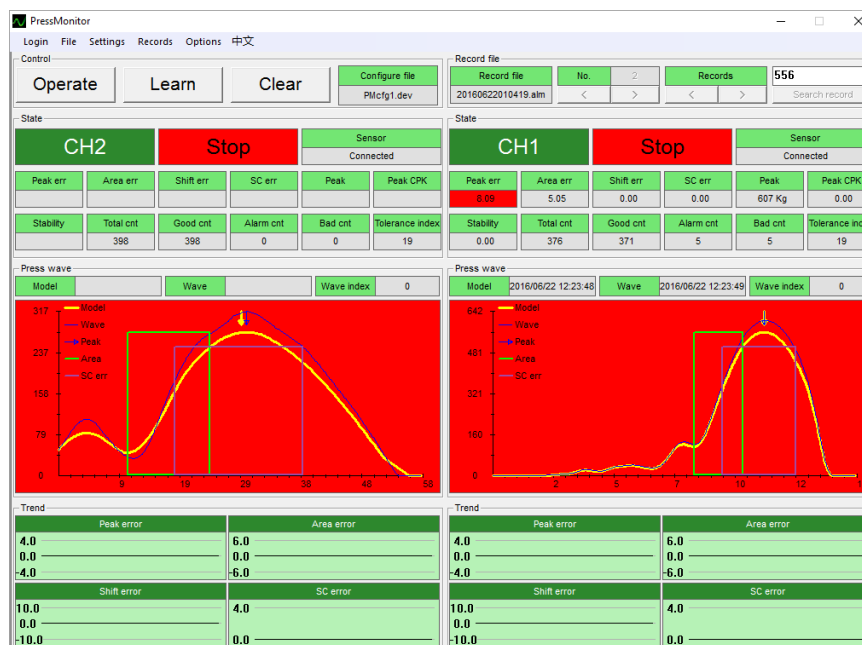 PressMonitor
Login File Settings Records Options 中文
Control
Operate Learn Clear
Configure file
PMcfg1.dev
Record file
Record file No. 2 Records 556
20160622010419.alm < > < > Search record
State
CH2 Stop
Sensor
Connected
Peak err Area err Shift err SC err Peak Peak CPK
Stability Total cnt Good cnt Alarm cnt Bad cnt Tolerance index
398 398 0 0 19
State
CH1 Stop
Sensor
Connected
Peak err Area err Shift err SC err Peak Peak CPK
8.09 5.05 0.00 0.00 607 Kg 0.00
Stability Total cnt Good cnt Alarm cnt Bad cnt Tolerance ind
0.00 376 371 5 5 19
Press wave
Model Wave Wave index 0
317
237
158
79
0
Model
Wave
Peak
Area
SC err
9 19 29 38 48 50
Press wave
Model 2016/06/22 12:23:48 Wave 2016/06/22 12:23:49 Wave index 0
642
481
321
160
0
Model
Wave
Peak
Area
SC err
2 5 7 10 12
Trend
Peak error Area error
4.0 6.0
0.0 0.0
-4.0 -6.0
Shift error SC error
10.0 4.0
0.0
-10.0 0.0
Trend
Peak error Area error
4.0 6.0
0.0 0.0
-4.0 -6.0
Shift error SC error
10.0 4.0
0.0
-10.0 0.0